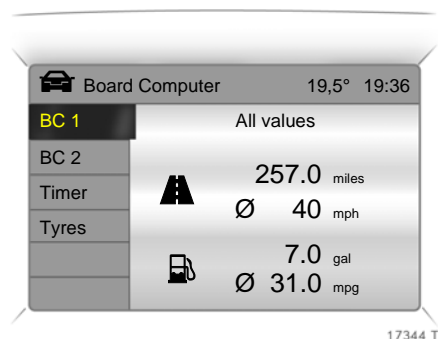 Board Computer 19,5° 19:36
BC 1
All values
BC 2
Timer
Tyres
257.0 miles
Ø 40 mph
7.0 gal
Ø 31.0 mpg
17344 T